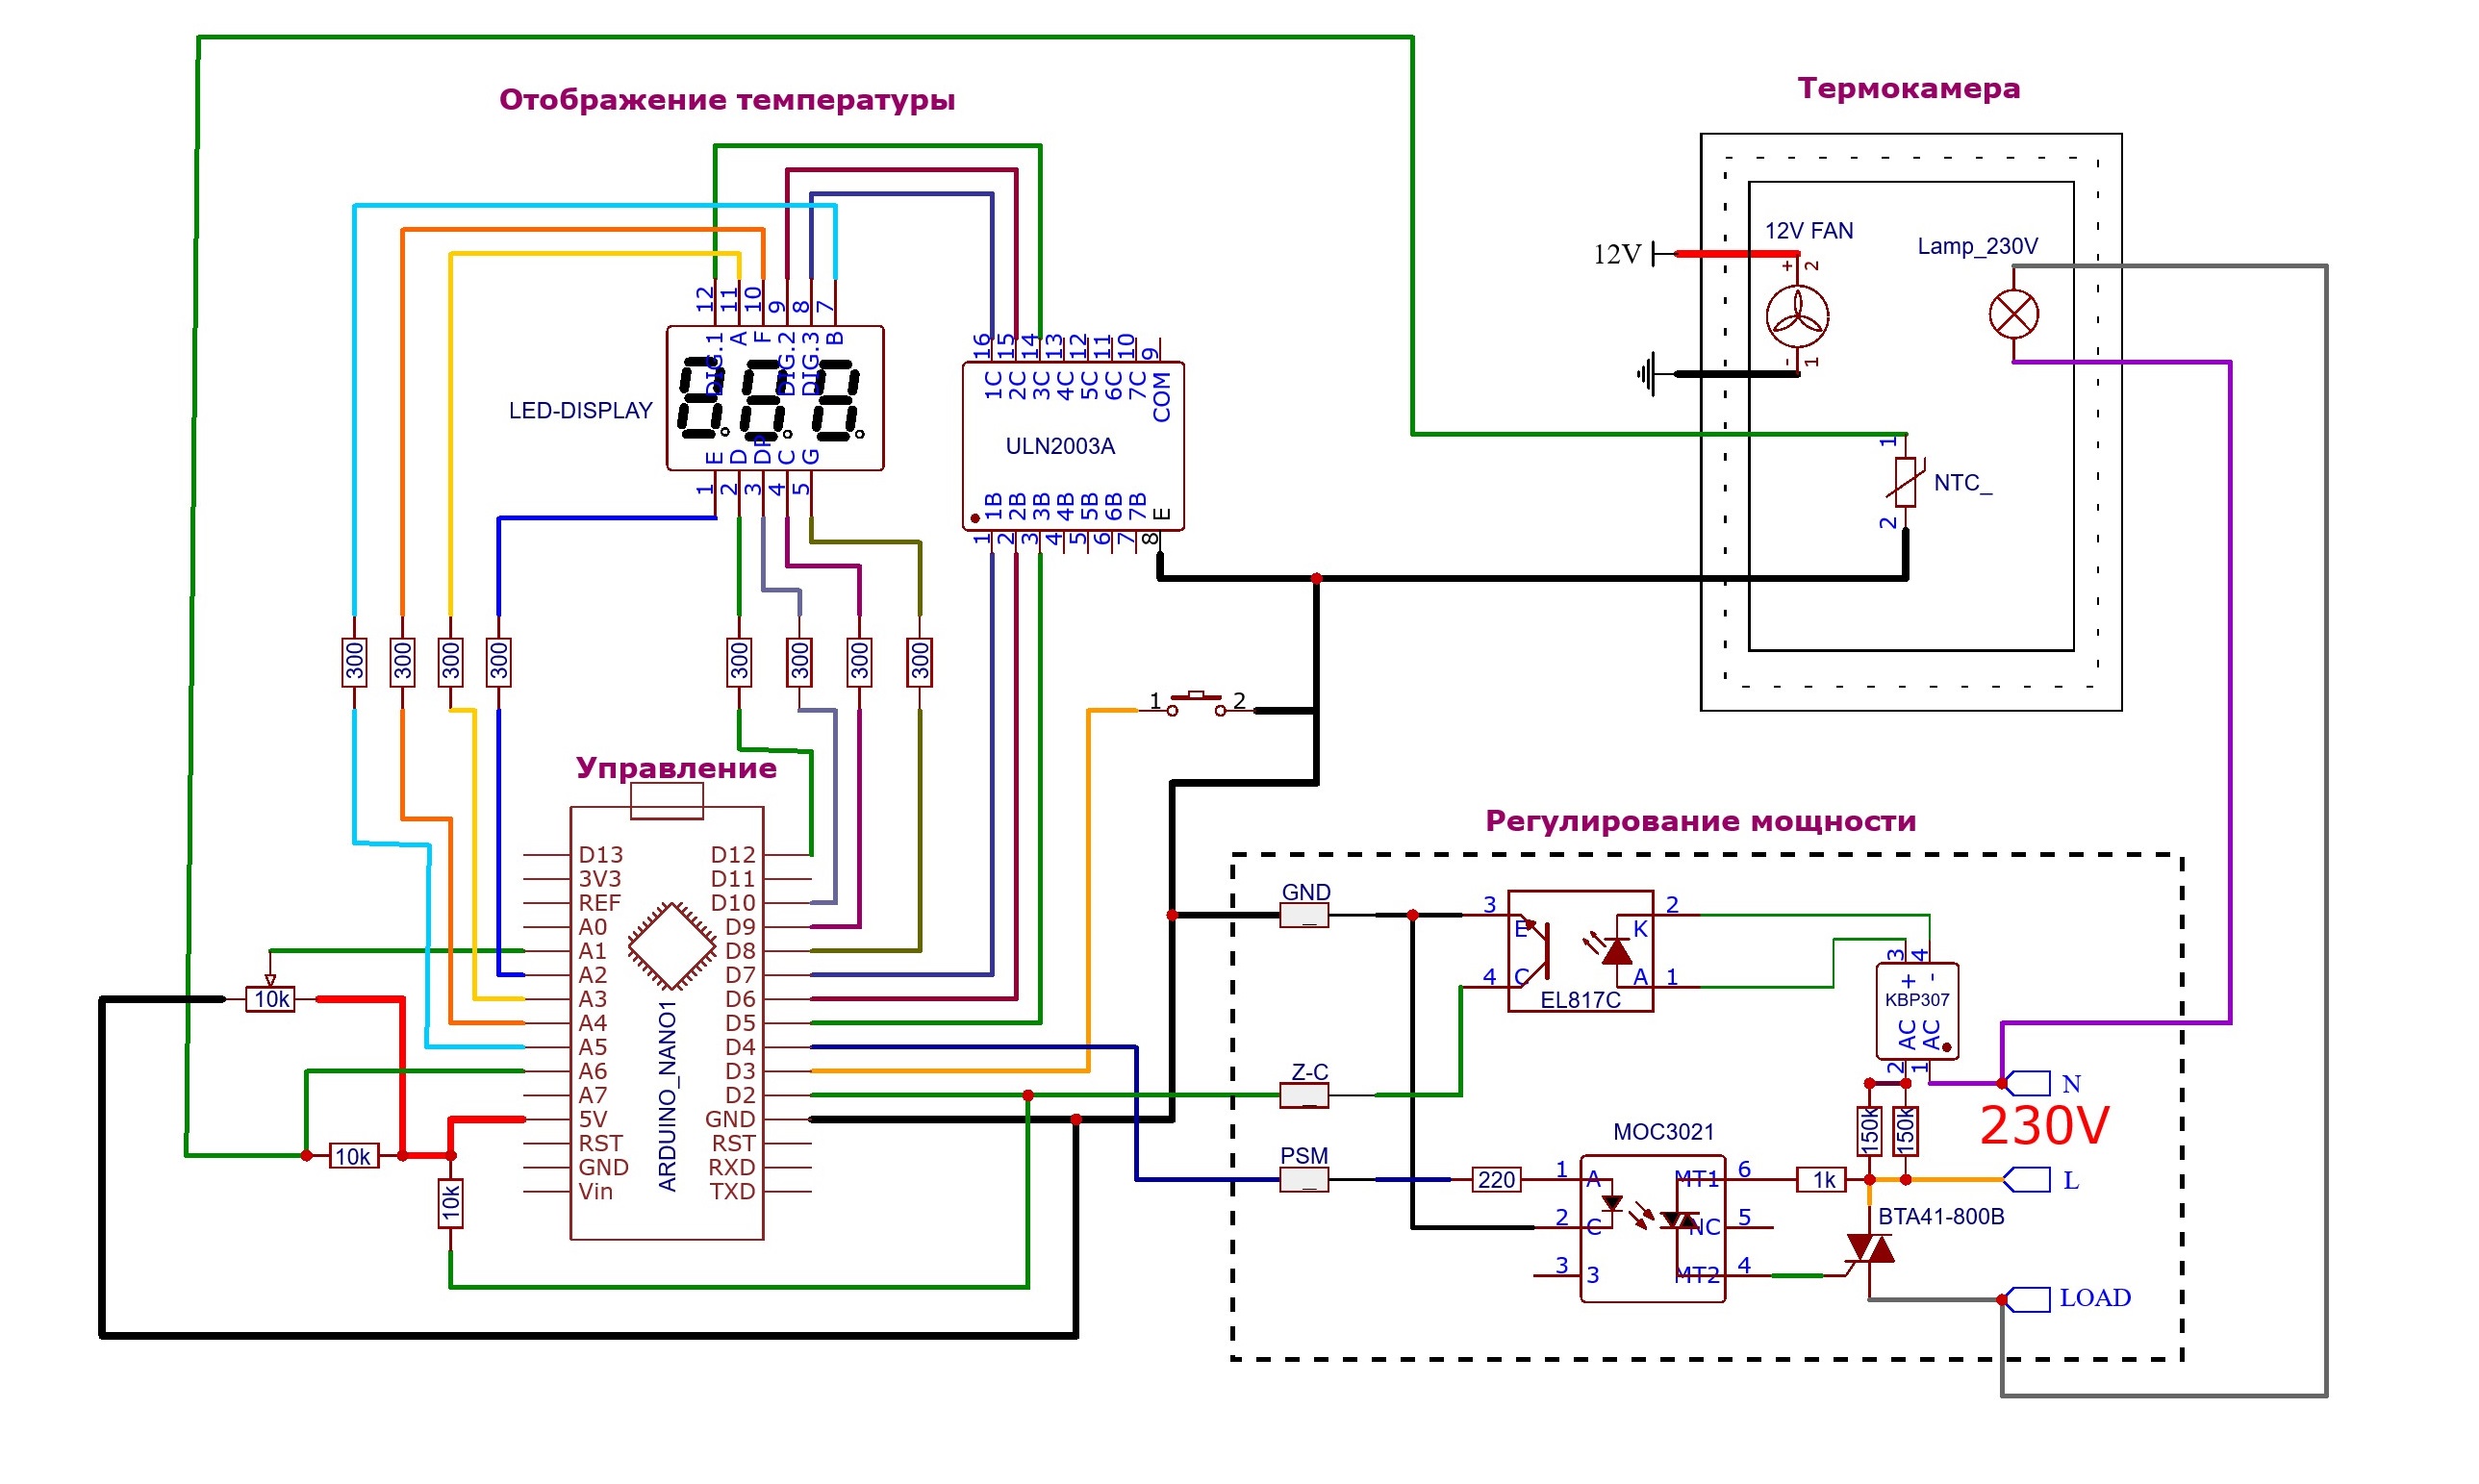 Отображение температуры
Термокамера
12V FAN
Lamp_230V
12V
+ 2
- 1
12 11 10 9 8 7
DIG.1 A F DIG.2 DIG.3 B
LED-DISPLAY
E D DP C G
1 2 3 4 5
16 15 14 13 12 11 10 9
1C 2C 3C 4C 5C 6C 7C COM
ULN2003A
1B 2B 3B 4B 5B 6B 7B E
1 2 3 4 5 6 7 8
1
NTC_
2
300 300 300 300 300 300 300 300
1 2
Управление
D13 D12
3V3 D11
REF D10
A0 D9
A1 D8
A2 D7
A3 D6
A4 D5
A5 D4
A6 D3
A7 D2
5V GND
RST RST
GND RXD
Vin TXD
ARDUINO_NANO1
10k
10k
10k
Регулирование мощности
GND
Z-C
PSM
_
3 E K 2
4 C A 1
EL817C
3 4
+ -
KBP307
AC AC
2 1
N
230V
150k 150k
MOC3021
220
1 A MT1 6
2 C NC 5
3 3 MT2 4
1k
L
BTA41-800B
LOAD